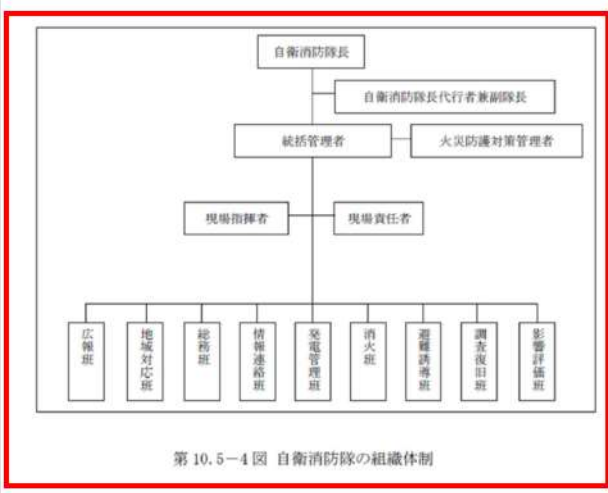 自衛消防隊長
自衛消防隊長代行者兼副隊長
統括管理者
火災防護対策管理者
現場指揮者
現場責任者
広報班
地域対応班
総務班
情報連絡班
発電管理班
消火班
避難誘導班
調査復旧班
影響評価班
第 10.5-4 図 自衛消防隊の組織体制